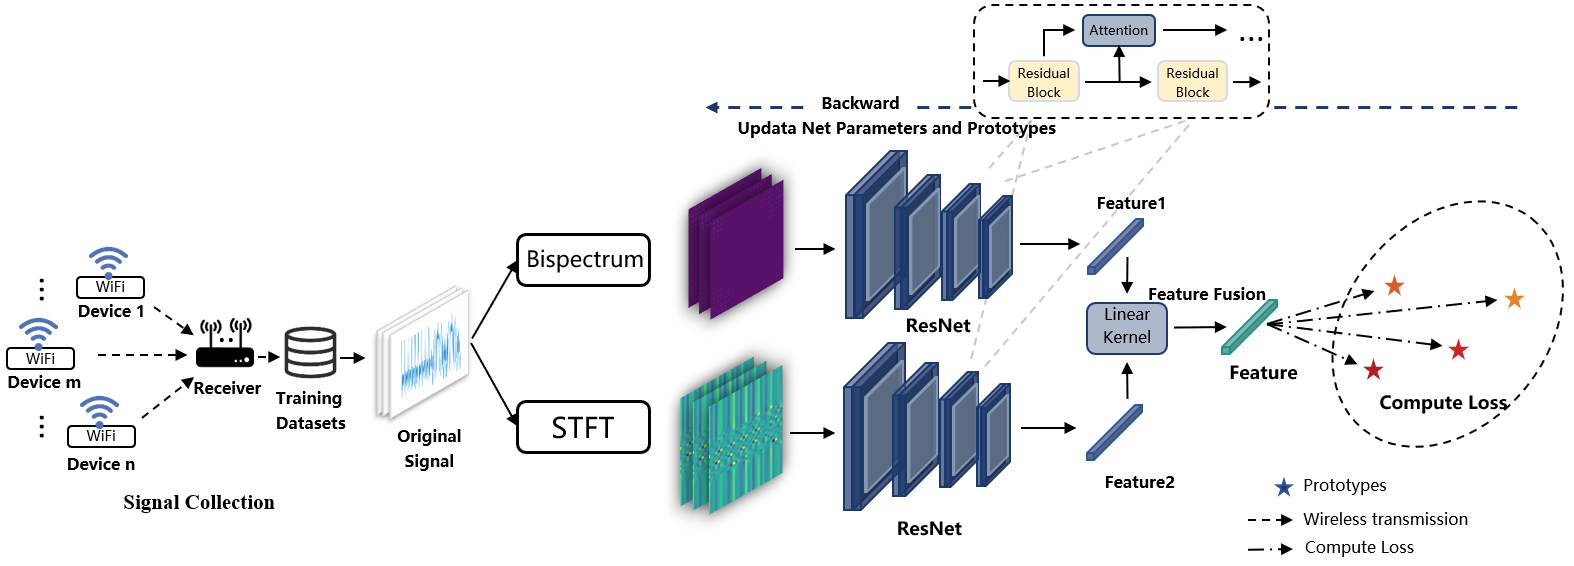 Attention
...
Residual
Block
Residual
Block
Backward
Updata Net Parameters and Prototypes
WiFi
Device 1
WiFi
Device m
WiFi
Device n
Signal Collection
Receiver
Training
Datasets
Original
Signal
Bispectrum
STFT
ResNet
ResNet
Feature1
Feature Fusion
Linear
Kernel
Feature
Feature2
Compute Loss
Prototypes
Wireless transmission
Compute Loss